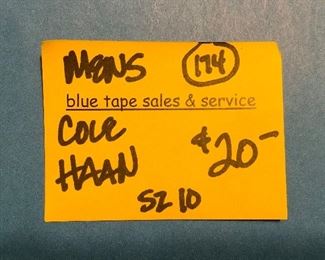 MENS 174
blue tape sales & service
COLE
HAAN $20-
SZ 10